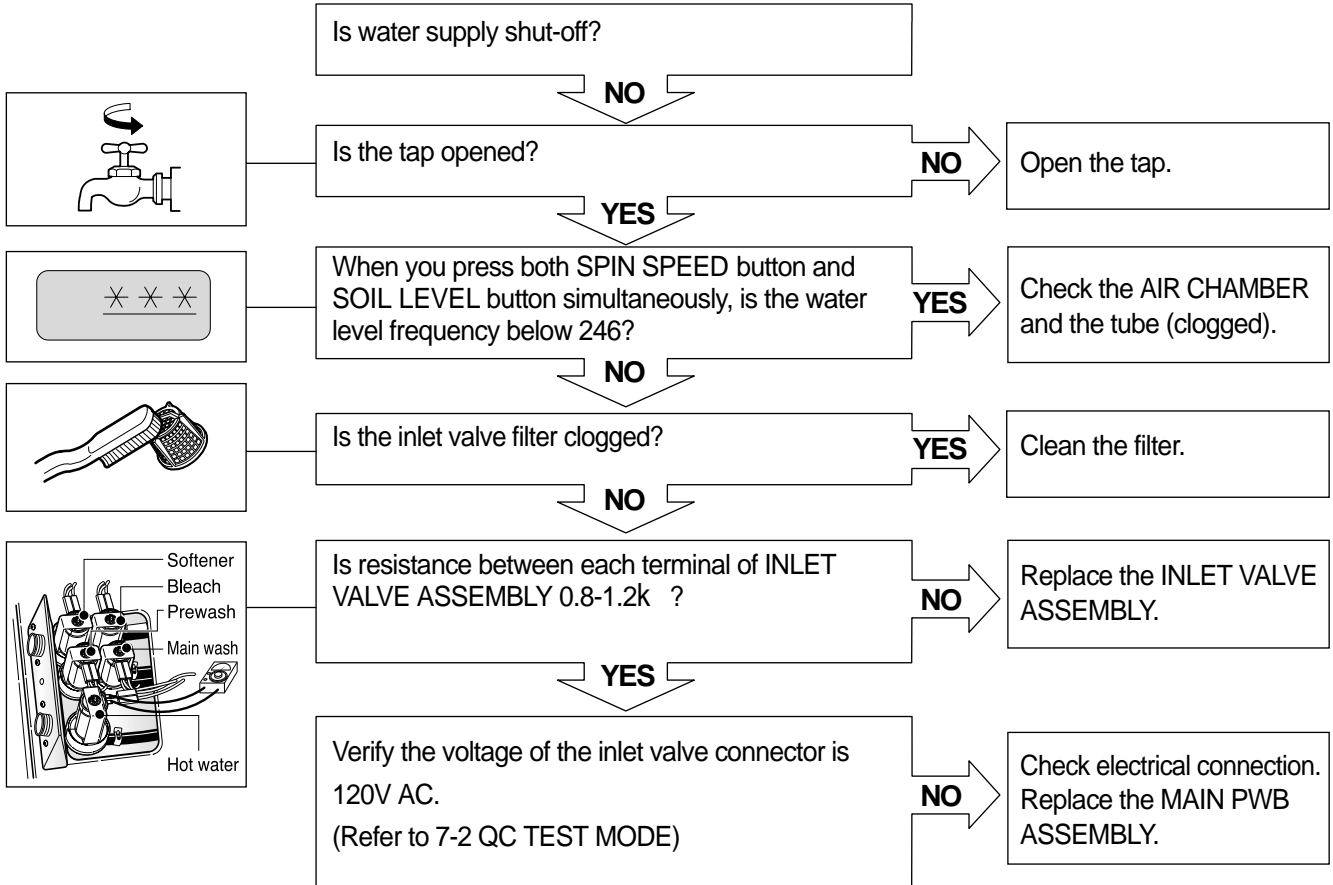 Is water supply shut-off?
NO
Is the tap opened?
NO
Open the tap.
YES
When you press both SPIN SPEED button and
SOIL LEVEL button simultaneously, is the water
level frequency below 246?
YES
Check the AIR CHAMBER
and the tube (clogged).
NO
Is the inlet valve filter clogged?
YES
Clean the filter.
NO
Softener
Bleach
Prewash
Main wash
Hot water
Is resistance between each terminal of INLET
VALVE ASSEMBLY 0.8-1.2k ?
NO
Replace the INLET VALVE
ASSEMBLY.
YES
Verify the voltage of the inlet valve connector is
120V AC.
(Refer to 7-2 QC TEST MODE)
NO
Check electrical connection.
Replace the MAIN PWB
ASSEMBLY.